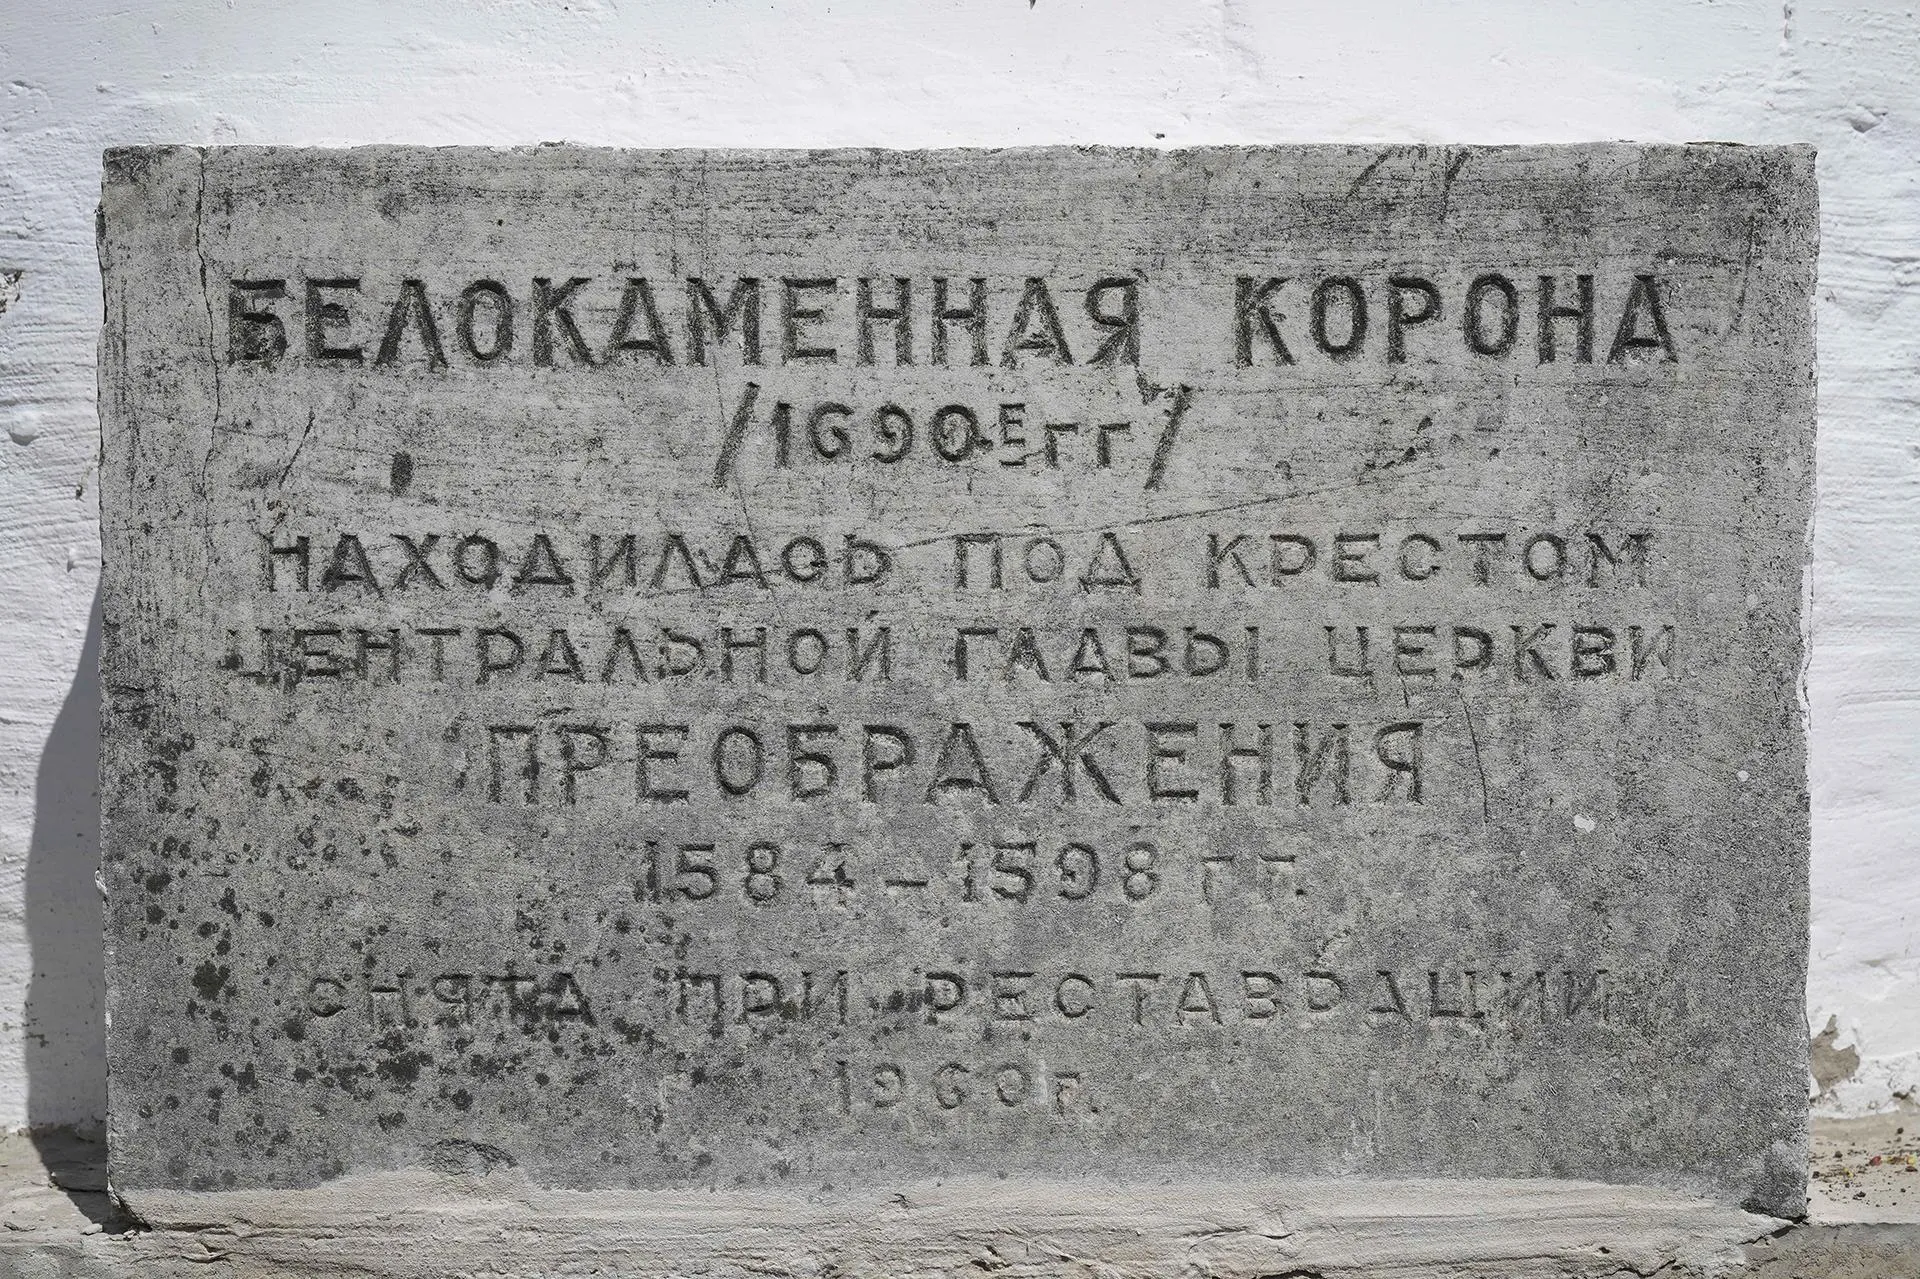 БЕЛОКАМЕННАЯ КОРОНА
/1690Е ГГ/
НАХОДИЛАСЬ ПОД КРЕСТОМ
ЦЕНТРАЛЬНОЙ ГЛАВЫ ЦЕРКВИ
ПРЕОБРАЖЕНИЯ
1584 – 1598 ГГ.
СНЯТА ПРИ РЕСТАВРАЦИИ
1960 г.